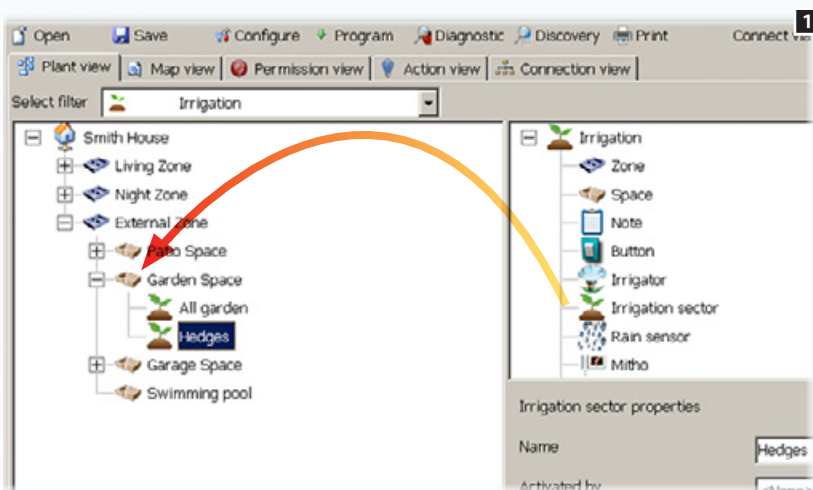 1
Open Save Configure Program Diagnostic Discovery Print Connect
Plant view Map view Permission view Action view Connection view
Select filter Irrigation
Smith House
Living Zone
Night Zone
External Zone
Patio Space
Garden Space
All garden
Hedges
Garage Space
Swimming pool
Irrigation
Zone
Space
Note
Button
Irrigator
Irrigation sector
Rain sensor
Mitho
Irrigation sector properties
Name Hedges
Activated by <None>